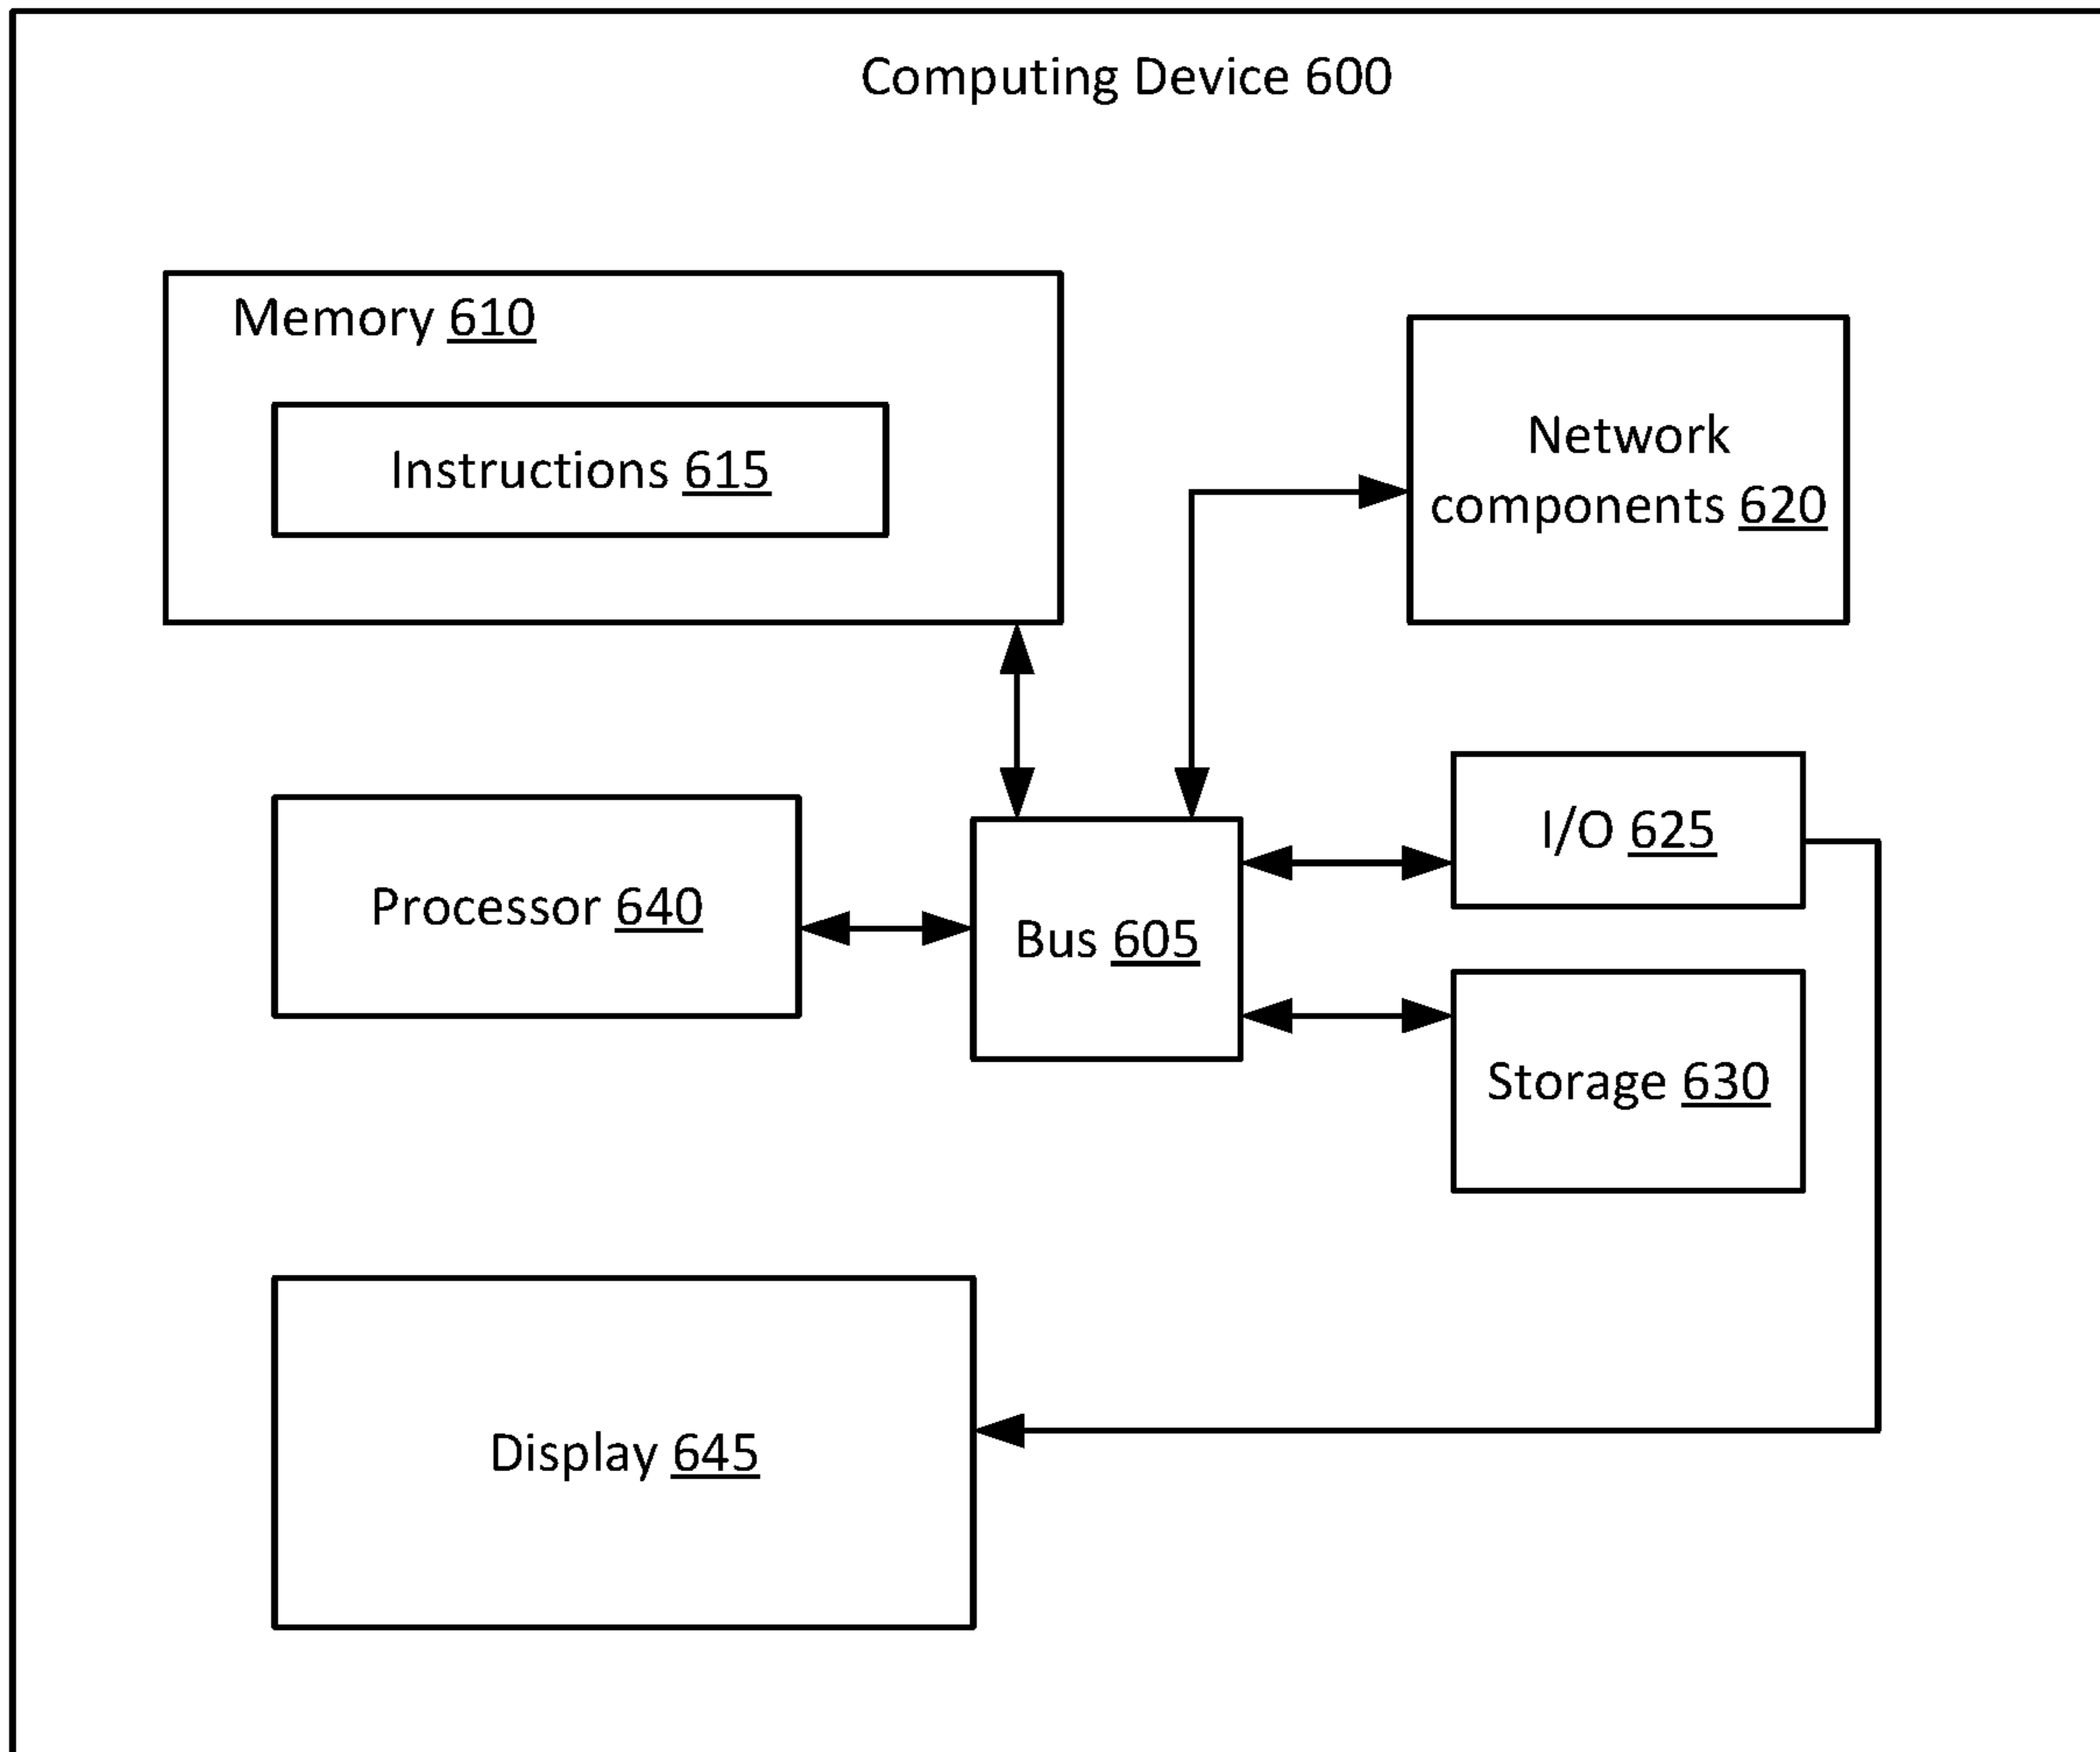 Computing Device 600
Memory 610
Instructions 615
Network
components 620
I/O 625
Processor 640
Bus 605
Storage 630
Display 645